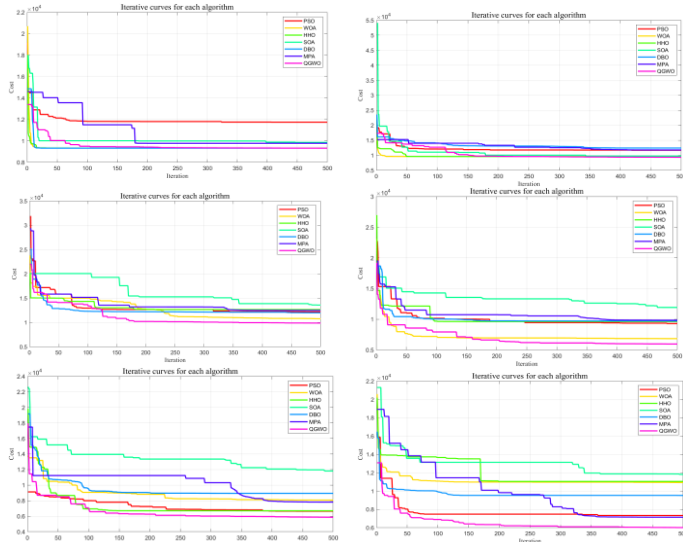 Iterative curves for each algorithm
×10⁴
2.2
2
1.8
1.6
1.4
1.2
1
0.8
0.6
Cost
0 50 100 150 200 250 300 350 400 450 500
Iteration
PSO
WOA
HHO
SOA
DBO
MPA
QGWO
Iterative curves for each algorithm
×10⁴
5.5
5
4.5
4
3.5
3
2.5
2
1.5
1
0.5
Cost
0 50 100 150 200 250 300 350 400 450 500
Iteration
PSO
WOA
HHO
SOA
DBO
MPA
QGWO
Iterative curves for each algorithm
×10⁴
3.5
3
2.5
2
1.5
1
0.5
Cost
0 50 100 150 200 250 300 350 400 450 500
Iteration
PSO
WOA
HHO
SOA
DBO
MPA
QGWO
Iterative curves for each algorithm
×10⁴
3
2.5
2
1.5
1
0.5
Cost
0 50 100 150 200 250 300 350 400 450 500
Iteration
PSO
WOA
HHO
SOA
DBO
MPA
QGWO
Iterative curves for each algorithm
×10⁴
2.4
2.2
2
1.8
1.6
1.4
1.2
1
0.8
0.6
0.4
Cost
0 50 100 150 200 250 300 350 400 450 500
Iteration
PSO
WOA
HHO
SOA
DBO
MPA
QGWO
Iterative curves for each algorithm
×10⁴
2.4
2.2
2
1.8
1.6
1.4
1.2
1
0.8
0.6
Cost
0 50 100 150 200 250 300 350 400 450 500
Iteration
PSO
WOA
HHO
SOA
DBO
MPA
QGWO